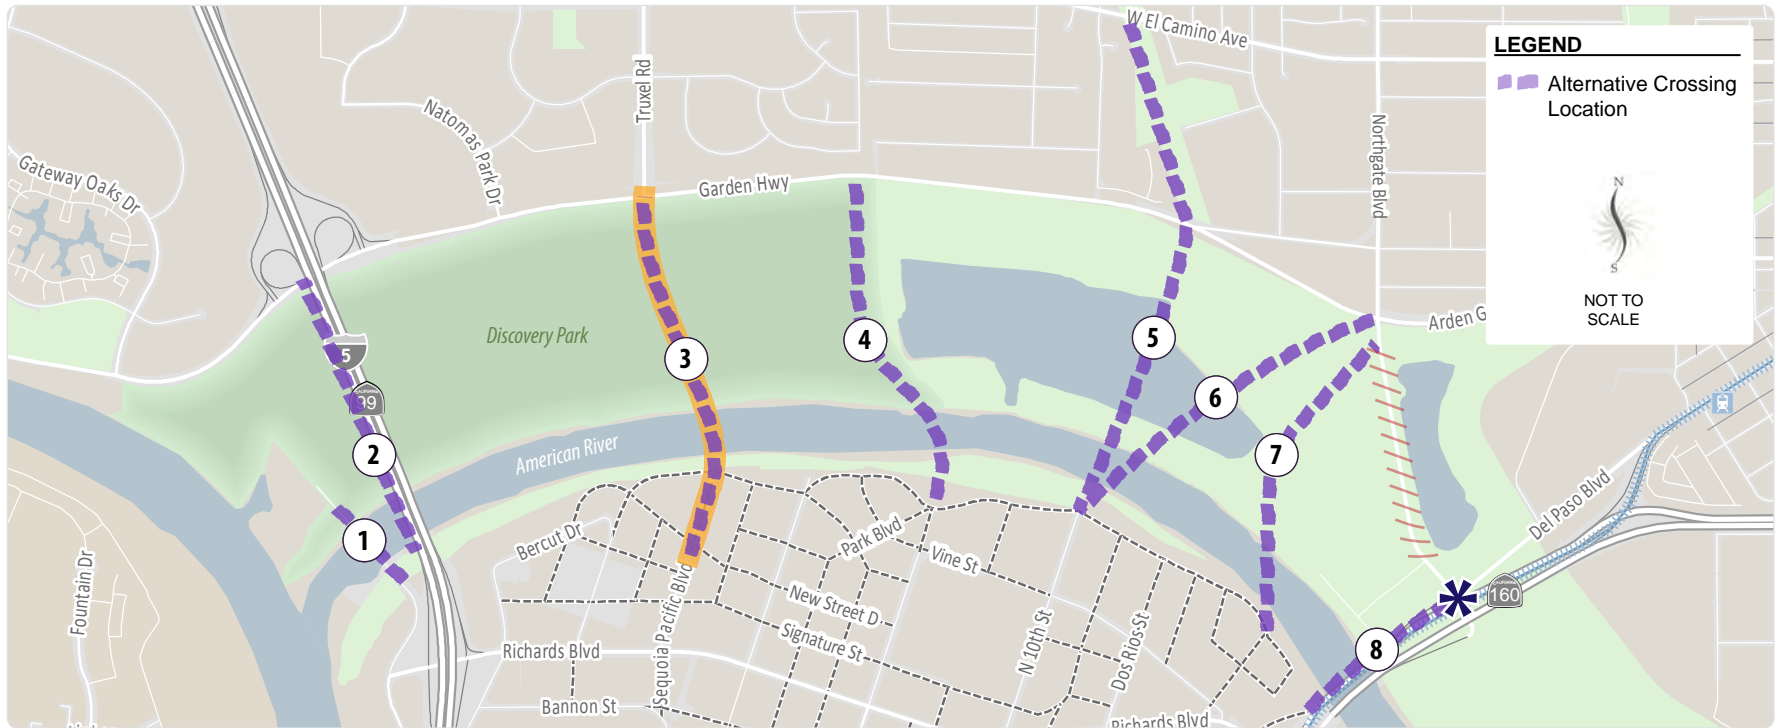 W El Camino Ave
LEGEND
Alternative Crossing
Location
N
S
NOT TO
SCALE
Truxel Rd
Natomas Park Dr
Gateway Oaks Dr
Garden Hwy
Northgate Blvd
Arden G
Discovery Park
5
CALIFORNIA
99
1
2
3
4
5
6
7
8
American River
Del Paso Blvd
CALIFORNIA
160
Bercut Dr
Park Blvd
Vine St
New Street D
Signature St
Fountain Dr
Sequoia Pacific Blvd
N 10th St
Dos Rios St
Richards Blvd
Bannon St
Richards Blvd